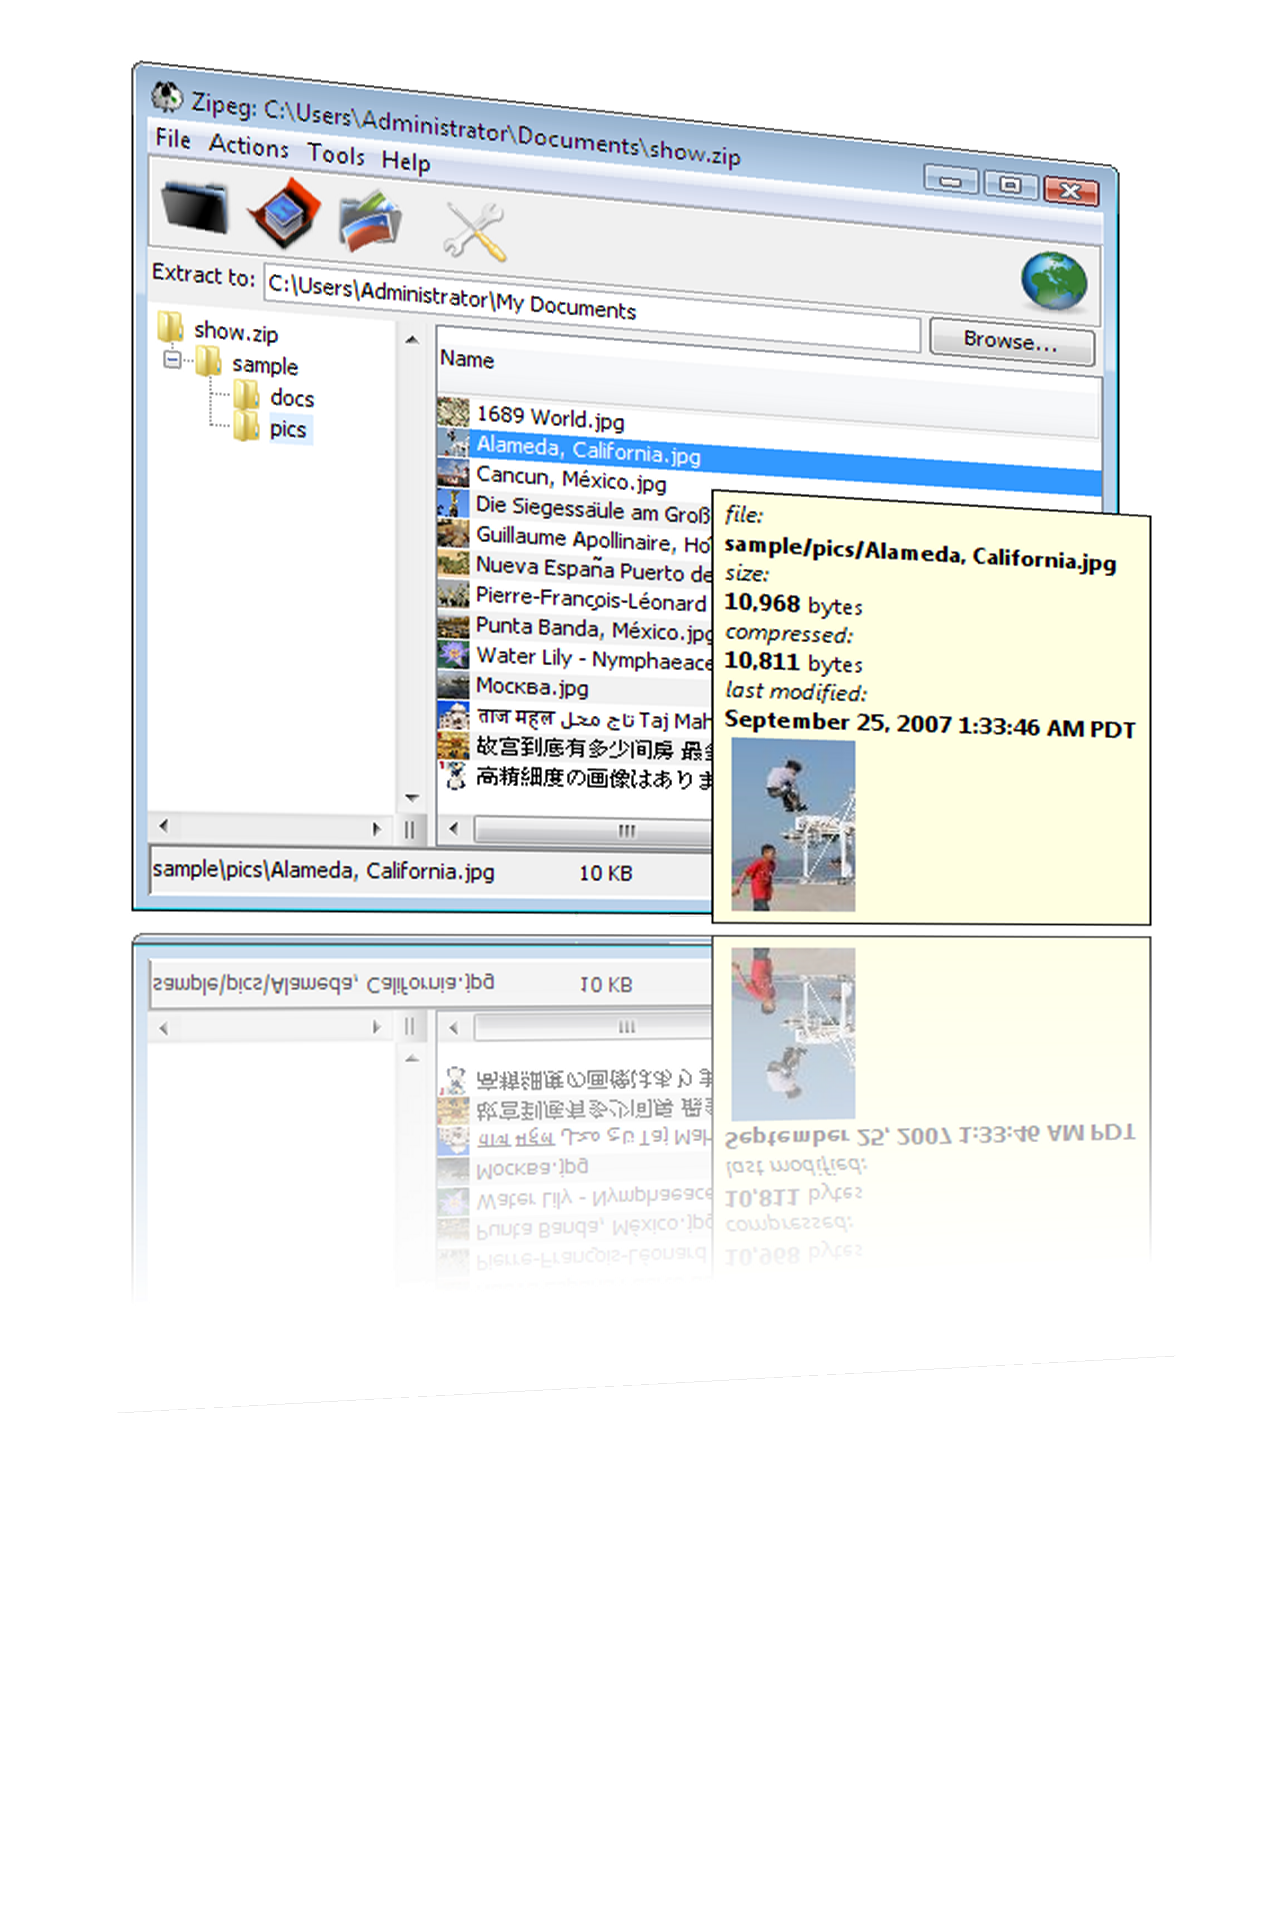 Zipeg: C:\Users\Administrator\Documents\show.zip
File Actions Tools Help
Extract to: C:\Users\Administrator\My Documents
Browse...
show.zip
sample
docs
pics
Name
1689 World.jpg
Alameda, California.jpg
Cancun, México.jpg
Die Siegessäule am Groß
Guillaume Apollinaire,
Nueva España Puerto de
Pierre-François-Léonard
Punta Banda, México.jpg
Water Lily - Nymphaeace
Москва.jpg
ताज महल تاج محل Taj Mah
故宫到底有多少间房 最
高精細度の画像はありま
file:
sample/pics/Alameda, California.jpg
size:
10,968 bytes
compressed:
10,811 bytes
last modified:
September 25, 2007 1:33:46 AM PDT
sample\pics\Alameda, California.jpg 10 KB